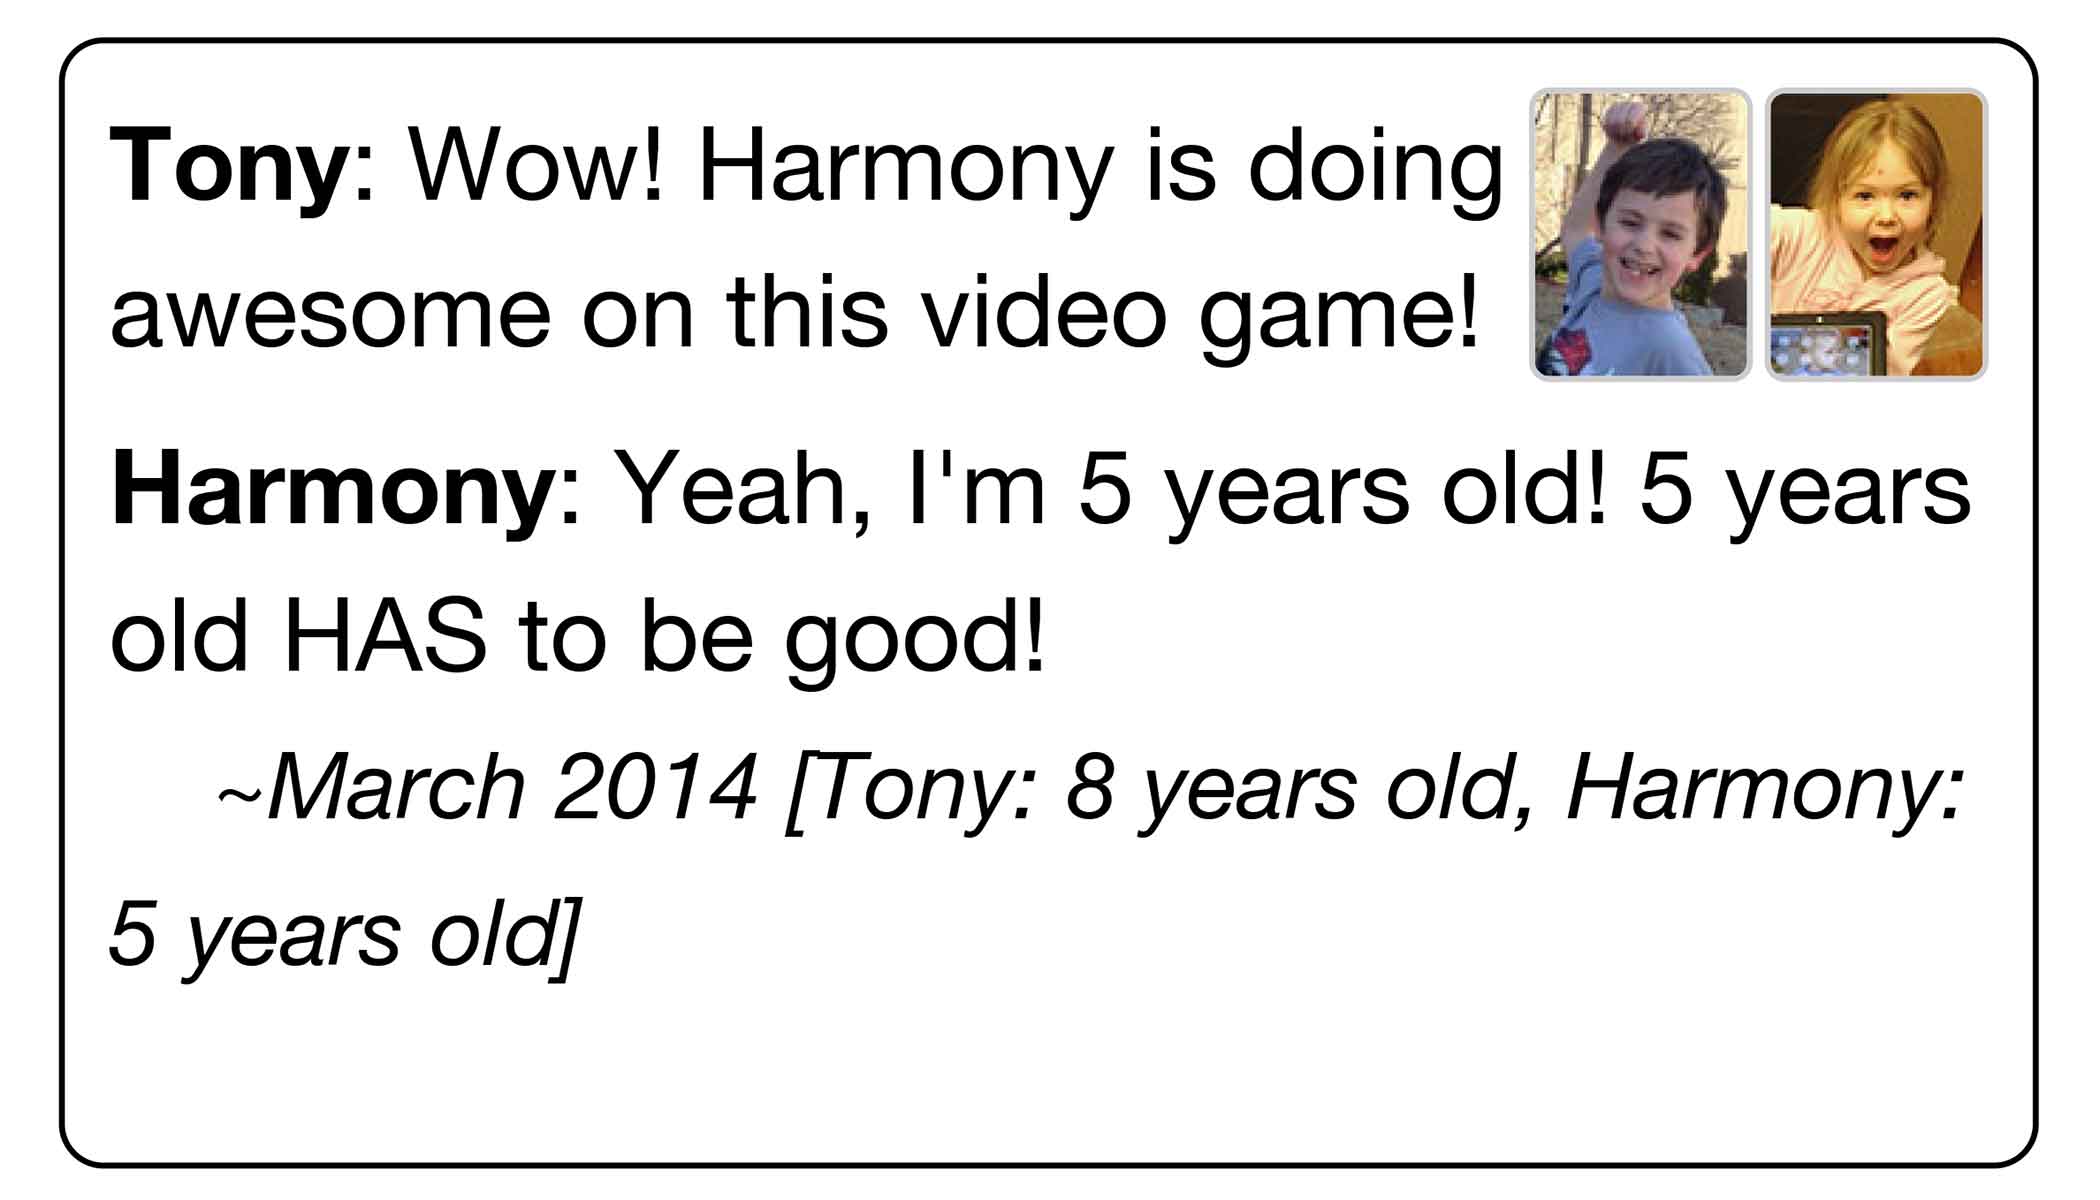 Tony: Wow! Harmony is doing
awesome on this video game!
Harmony: Yeah, I'm 5 years old! 5 years
old HAS to be good!
~March 2014 [Tony: 8 years old, Harmony:
5 years old]